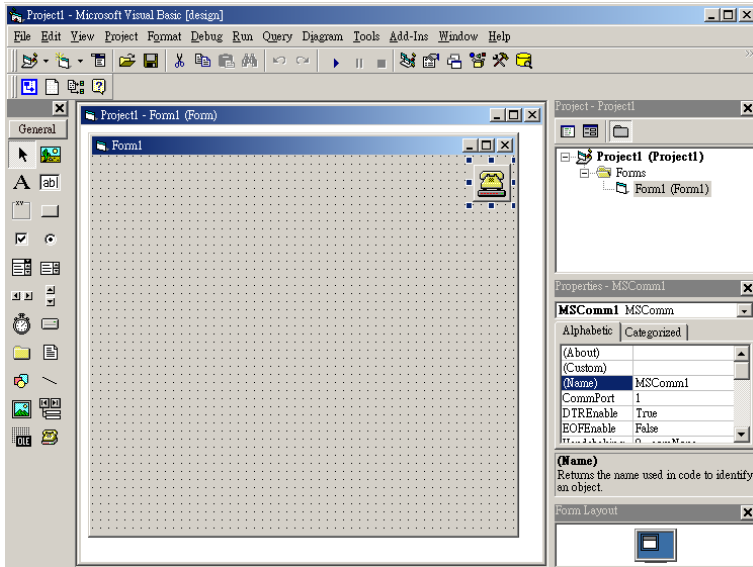 Project1 - Microsoft Visual Basic [design]
File Edit View Project Format Debug Run Query Diagram Tools Add-Ins Window Help
General
A
ab
XY
OLE
Project1 - Form1 (Form)
Form1
Project - Project1
Project1 (Project1)
Forms
Form1 (Form1)
Properties - MSComm1
MSComm1 MSComm
Alphabetic Categorized
(About)
(Custom)
(Name) MSComm1
CommPort 1
DTREnable True
EOFEnable False
(Name)
Returns the name used in code to identify
an object.
Form Layout